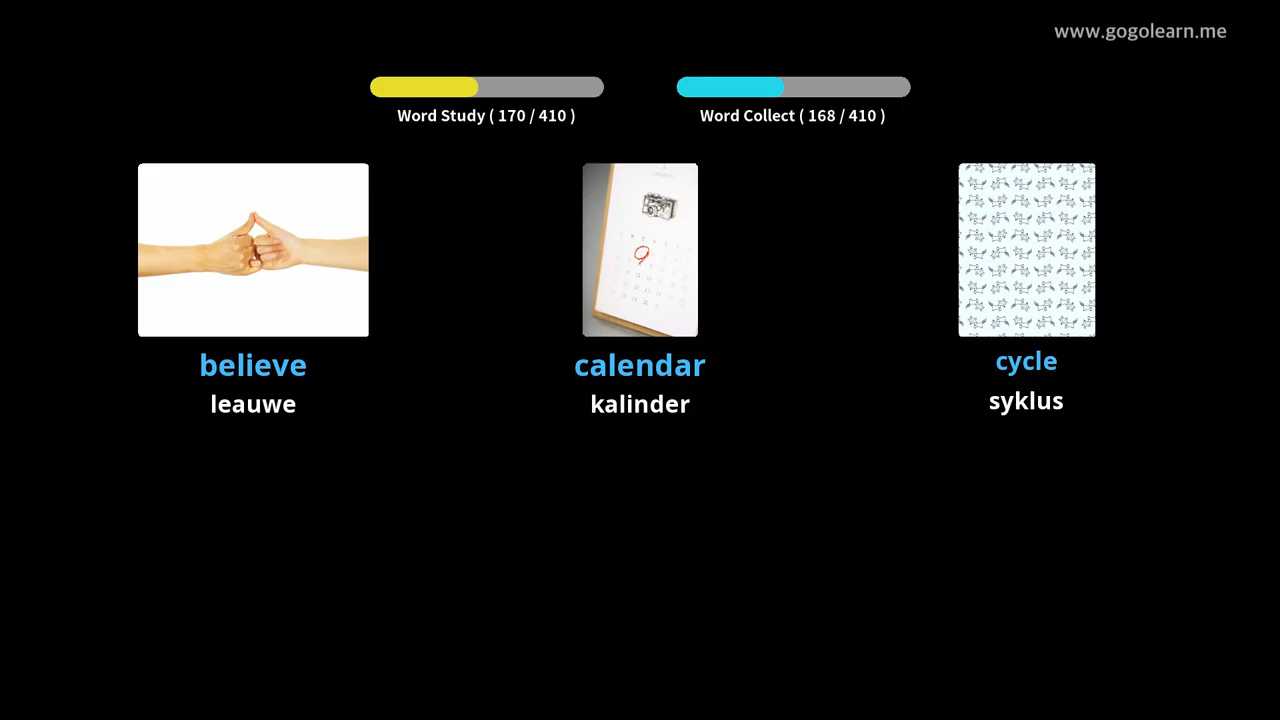 www.gogolearn.me
Word Study ( 170 / 410 )
Word Collect ( 168 / 410 )
believe
leauwe
calendar
kalinder
cycle
syklus